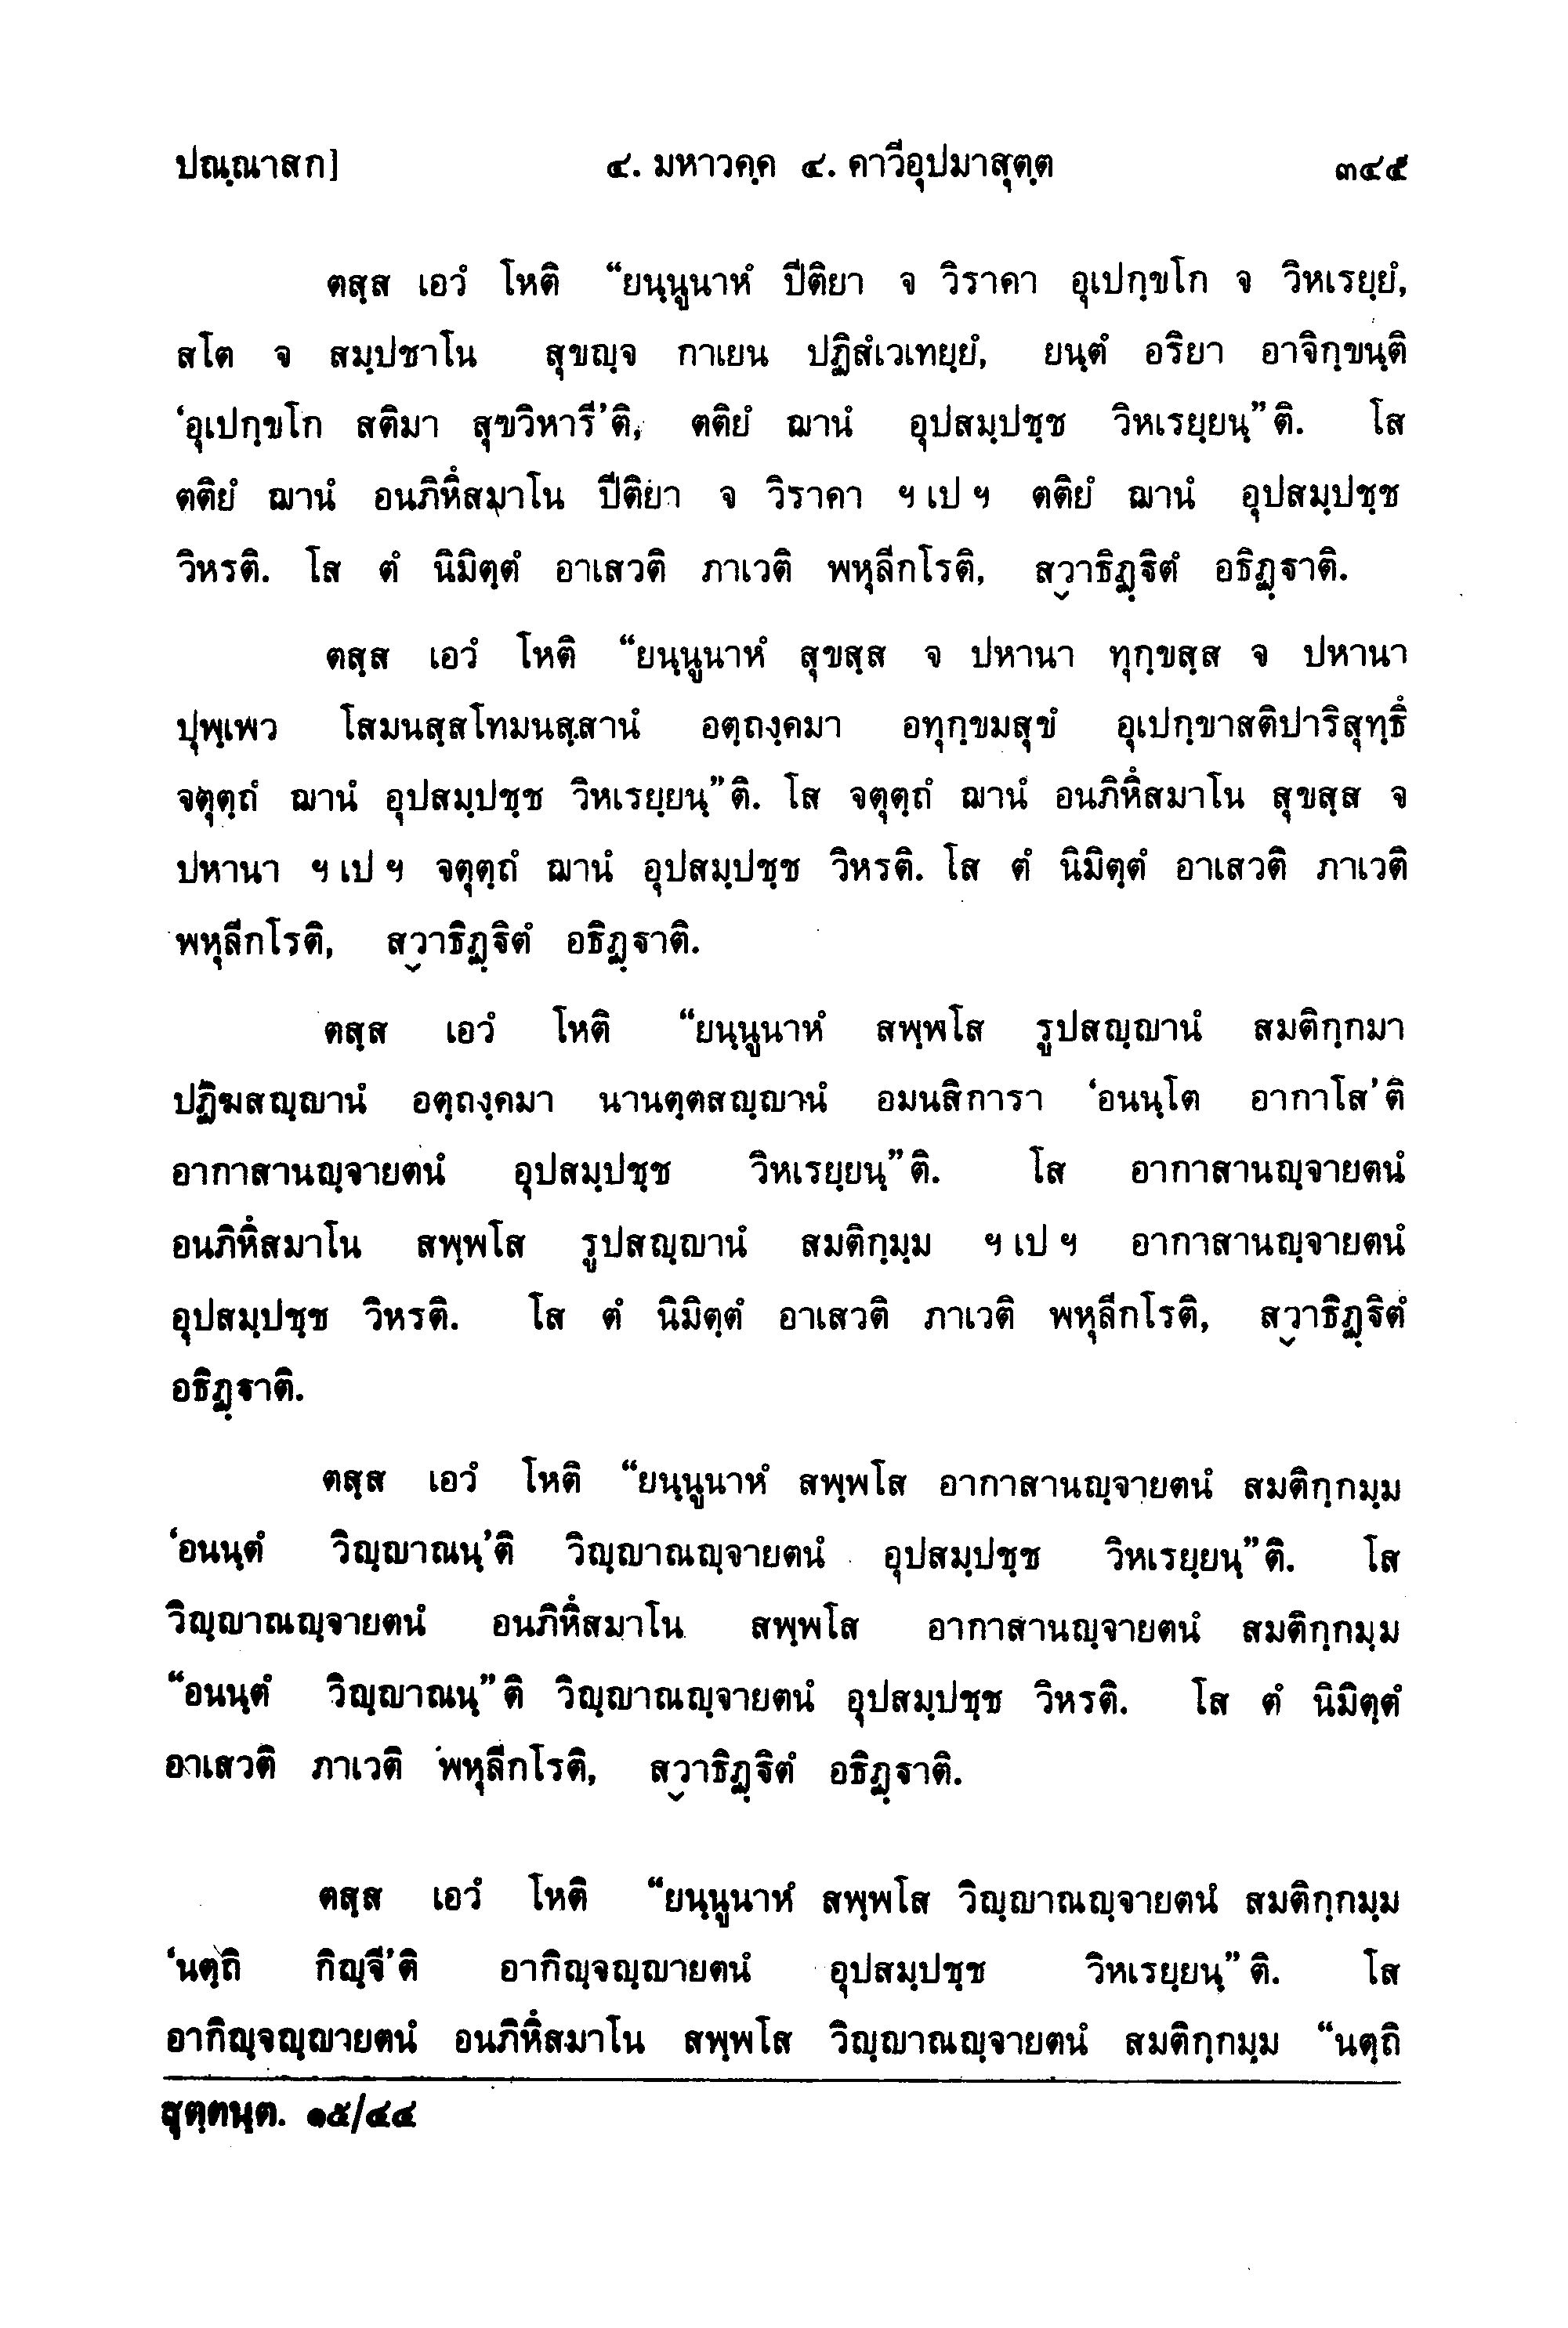 ปณฺณาสก]	๔. มหาวคฺค ๔. คาวีอุปมาสุตฺต	๓๔๕
ตสฺส เอวํ โหติ “ยนฺนูนาหํ ปีติยา จ วิราคา อุเปกฺขโก จ วิหเรยฺยํ,
สโต จ สมฺปชาโน สุขญฺจ กาเยน ปฏิสํเวเทยฺยํ, ยนฺตํ อริยา อาจิกฺขนฺติ
‘อุเปกฺขโก สติมา สุขวิหารี’ติ, ตติยํ ฌานํ อุปสมฺปชฺช วิหเรยฺยนฺ”ติ. โส
ตติยํ ฌานํ อนภิหึสมาโน ปีติยา จ วิราคา ฯ เป ฯ ตติยํ ฌานํ อุปสมฺปชฺช
วิหรติ. โส ตํ นิมิตฺตํ อาเสวติ ภาเวติ พหุลีกโรติ, สฺวาธิฏฺฐิตํ อธิฏฺฐาติ.
ตสฺส เอวํ โหติ “ยนฺนูนาหํ สุขสฺส จ ปหานา ทุกฺขสฺส จ ปหานา
ปุพฺเพว โสมนสฺสโทมนสฺสานํ อตฺถงฺคมา อทุกฺขมสุขํ อุเปกฺขาสติปาริสุทฺธึ
จตุตฺถํ ฌานํ อุปสมฺปชฺช วิหเรยฺยนฺ”ติ. โส จตุตฺถํ ฌานํ อนภิหึสมาโน สุขสฺส จ
ปหานา ฯ เป ฯ จตุตฺถํ ฌานํ อุปสมฺปชฺช วิหรติ. โส ตํ นิมิตฺตํ อาเสวติ ภาเวติ
พหุลีกโรติ, สฺวาธิฏฺฐิตํ อธิฏฺฐาติ.
ตสฺส เอวํ โหติ “ยนฺนูนาหํ สพฺพโส รูปสญฺญานํ สมติกฺกมา
ปฏิฆสญฺญานํ อตฺถงฺคมา นานตฺตสญฺญานํ อมนสิการา ‘อนนฺโต อากาโส’ติ
อากาสานญฺจายตนํ อุปสมฺปชฺช วิหเรยฺยนฺ”ติ. โส อากาสานญฺจายตนํ
อนภิหึสมาโน สพฺพโส รูปสญฺญานํ สมติกฺมฺม ฯ เป ฯ อากาสานญฺจายตนํ
อุปสมฺปชฺช วิหรติ. โส ตํ นิมิตฺตํ อาเสวติ ภาเวติ พหุลีกโรติ, สฺวาธิฏฺฐิตํ
อธิฏฺฐาติ.
ตสฺส เอวํ โหติ “ยนฺนูนาหํ สพฺพโส อากาสานญฺจายตนํ สมติกฺกมฺม
‘อนนฺตํ วิญฺญาณนฺ’ติ วิญฺญาณญฺจายตนํ อุปสมฺปชฺช วิหเรยฺยนฺ”ติ. โส
วิญฺญาณญฺจายตนํ อนภิหึสมาโน สพฺพโส อากาสานญฺจายตนํ สมติกฺกมฺม
“อนนฺตํ วิญฺญาณนฺ”ติ วิญฺญาณญฺจายตนํ อุปสมฺปชฺช วิหรติ. โส ตํ นิมิตฺตํ
อาเสวติ ภาเวติ พหุลีกโรติ, สฺวาธิฏฺฐิตํ อธิฏฺฐาติ.
ตสฺส เอวํ โหติ “ยนฺนูนาหํ สพฺพโส วิญฺญาณญฺจายตนํ สมติกฺกมฺม
‘นตฺถิ กิญฺจี’ติ อากิญฺจญฺญายตนํ อุปสมฺปชฺช วิหเรยฺยนฺ”ติ. โส
อากิญฺจญฺญายตนํ อนภิหึสมาโน สพฺพโส วิญฺญาณญฺจายตนํ สมติกฺกมฺม “นตฺถิ
สุตฺตนฺต. ๑๕/๔๔